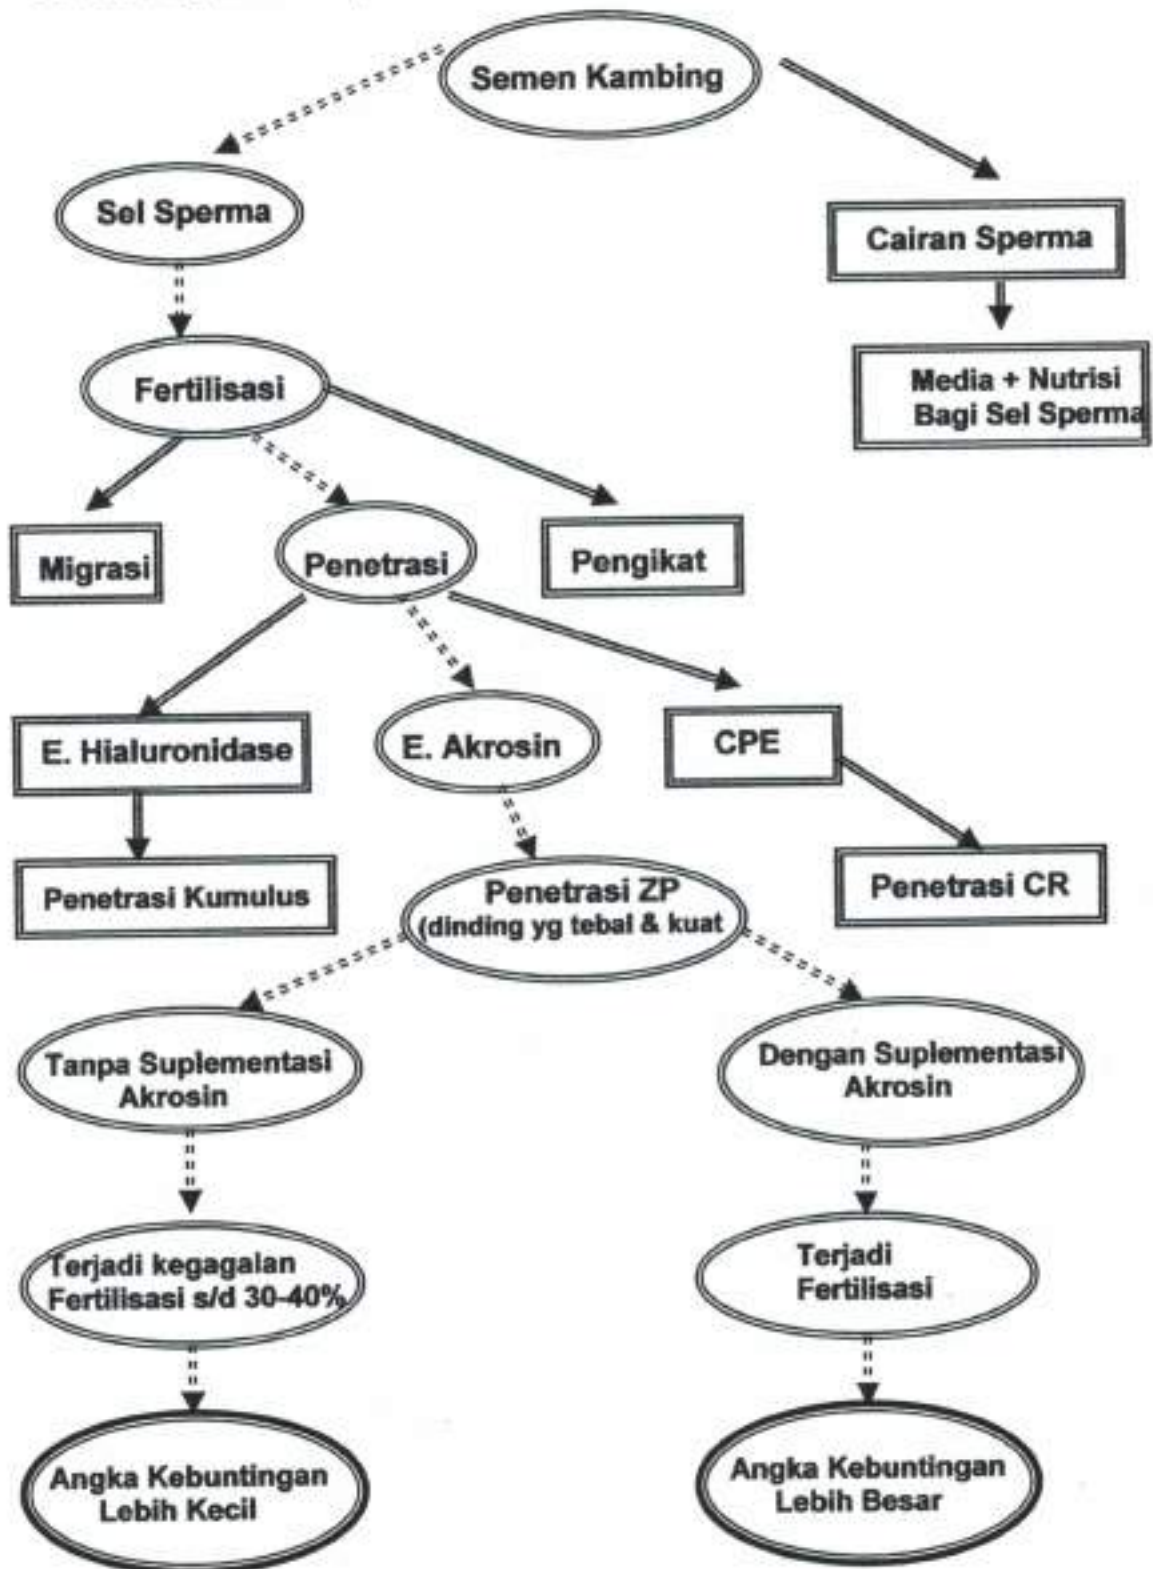 Semen Kambing
Sel Sperma
Cairan Sperma
Fertilisasi
Media + Nutrisi
Bagi Sel Sperma
Migrasi
Penetrasi
Pengikat
E. Hialuronidase
E. Akrosin
CPE
Penetrasi Kumulus
Penetrasi ZP
(dinding yg tebal & kuat
Penetrasi CR
Tanpa Suplementasi
Akrosin
Dengan Suplementasi
Akrosin
Terjadi kegagalan
Fertilisasi s/d 30-40%
Terjadi
Fertilisasi
Angka Kebuntingan
Lebih Kecil
Angka Kebuntingan
Lebih Besar